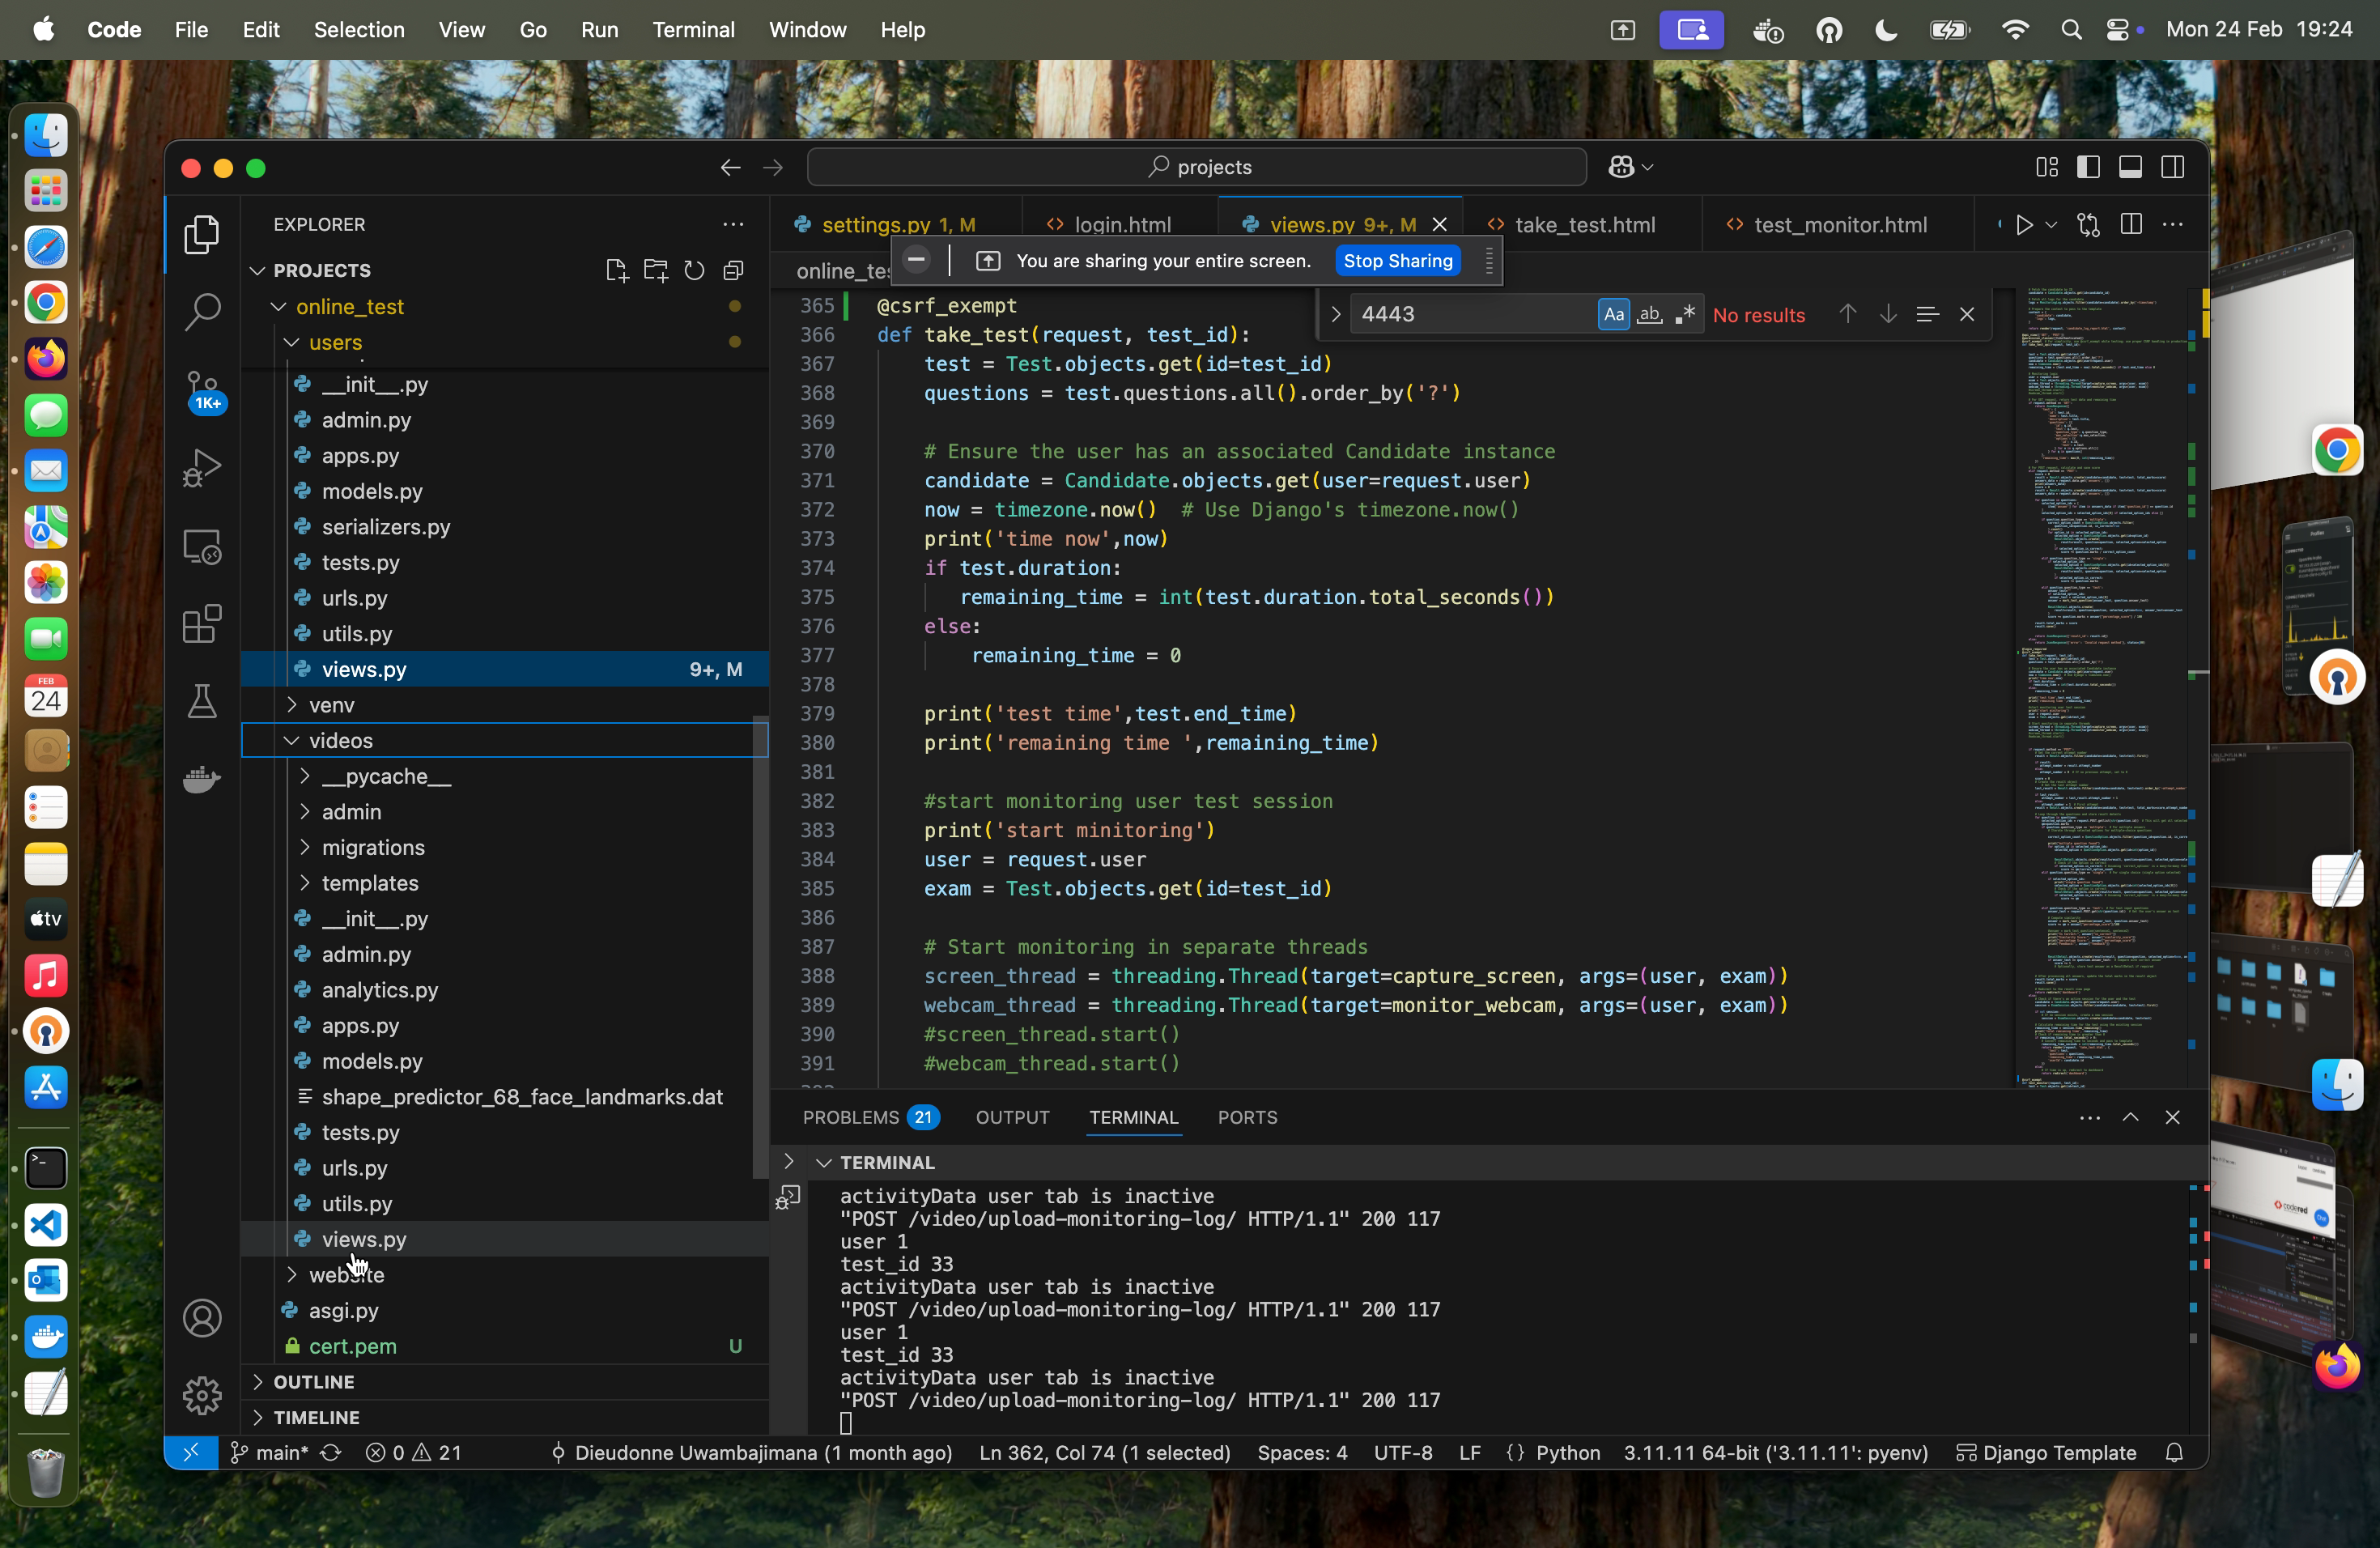 Code File Edit Selection View Go Run Terminal Window Help Mon 24 Feb 19:24
projects
EXPLORER
PROJECTS
online_test
users
__init__.py
admin.py
apps.py
models.py
serializers.py
tests.py
urls.py
utils.py
views.py 9+, M
venv
videos
__pycache__
admin
migrations
templates
__init__.py
admin.py
analytics.py
apps.py
models.py
shape_predictor_68_face_landmarks.dat
tests.py
urls.py
utils.py
views.py
website
asgi.py
cert.pem U
OUTLINE
TIMELINE
1K+
FEB
24
tv
settings.py 1, M
login.html
views.py 9+, M
take_test.html
test_monitor.html
You are sharing your entire screen. Stop Sharing
4443 Aa ab No results
365 @csrf_exempt
366 def take_test(request, test_id):
367 test = Test.objects.get(id=test_id)
368 questions = test.questions.all().order_by('?')
369
370 # Ensure the user has an associated Candidate instance
371 candidate = Candidate.objects.get(user=request.user)
372 now = timezone.now() # Use Django's timezone.now()
373 print('time now',now)
374 if test.duration:
375 remaining_time = int(test.duration.total_seconds())
376 else:
377 remaining_time = 0
378
379 print('test time',test.end_time)
380 print('remaining time ',remaining_time)
381
382 #start monitoring user test session
383 print('start minitoring')
384 user = request.user
385 exam = Test.objects.get(id=test_id)
386
387 # Start monitoring in separate threads
388 screen_thread = threading.Thread(target=capture_screen, args=(user, exam))
389 webcam_thread = threading.Thread(target=monitor_webcam, args=(user, exam))
390 #screen_thread.start()
391 #webcam_thread.start()
PROBLEMS 21 OUTPUT TERMINAL PORTS
TERMINAL
activityData user tab is inactive
"POST /video/upload-monitoring-log/ HTTP/1.1" 200 117
user 1
test_id 33
activityData user tab is inactive
"POST /video/upload-monitoring-log/ HTTP/1.1" 200 117
user 1
test_id 33
activityData user tab is inactive
"POST /video/upload-monitoring-log/ HTTP/1.1" 200 117
main* 0 21 Dieudonne Uwambajimana (1 month ago) Ln 362, Col 74 (1 selected) Spaces: 4 UTF-8 LF {} Python 3.11.11 64-bit ('3.11.11': pyenv) Django Template